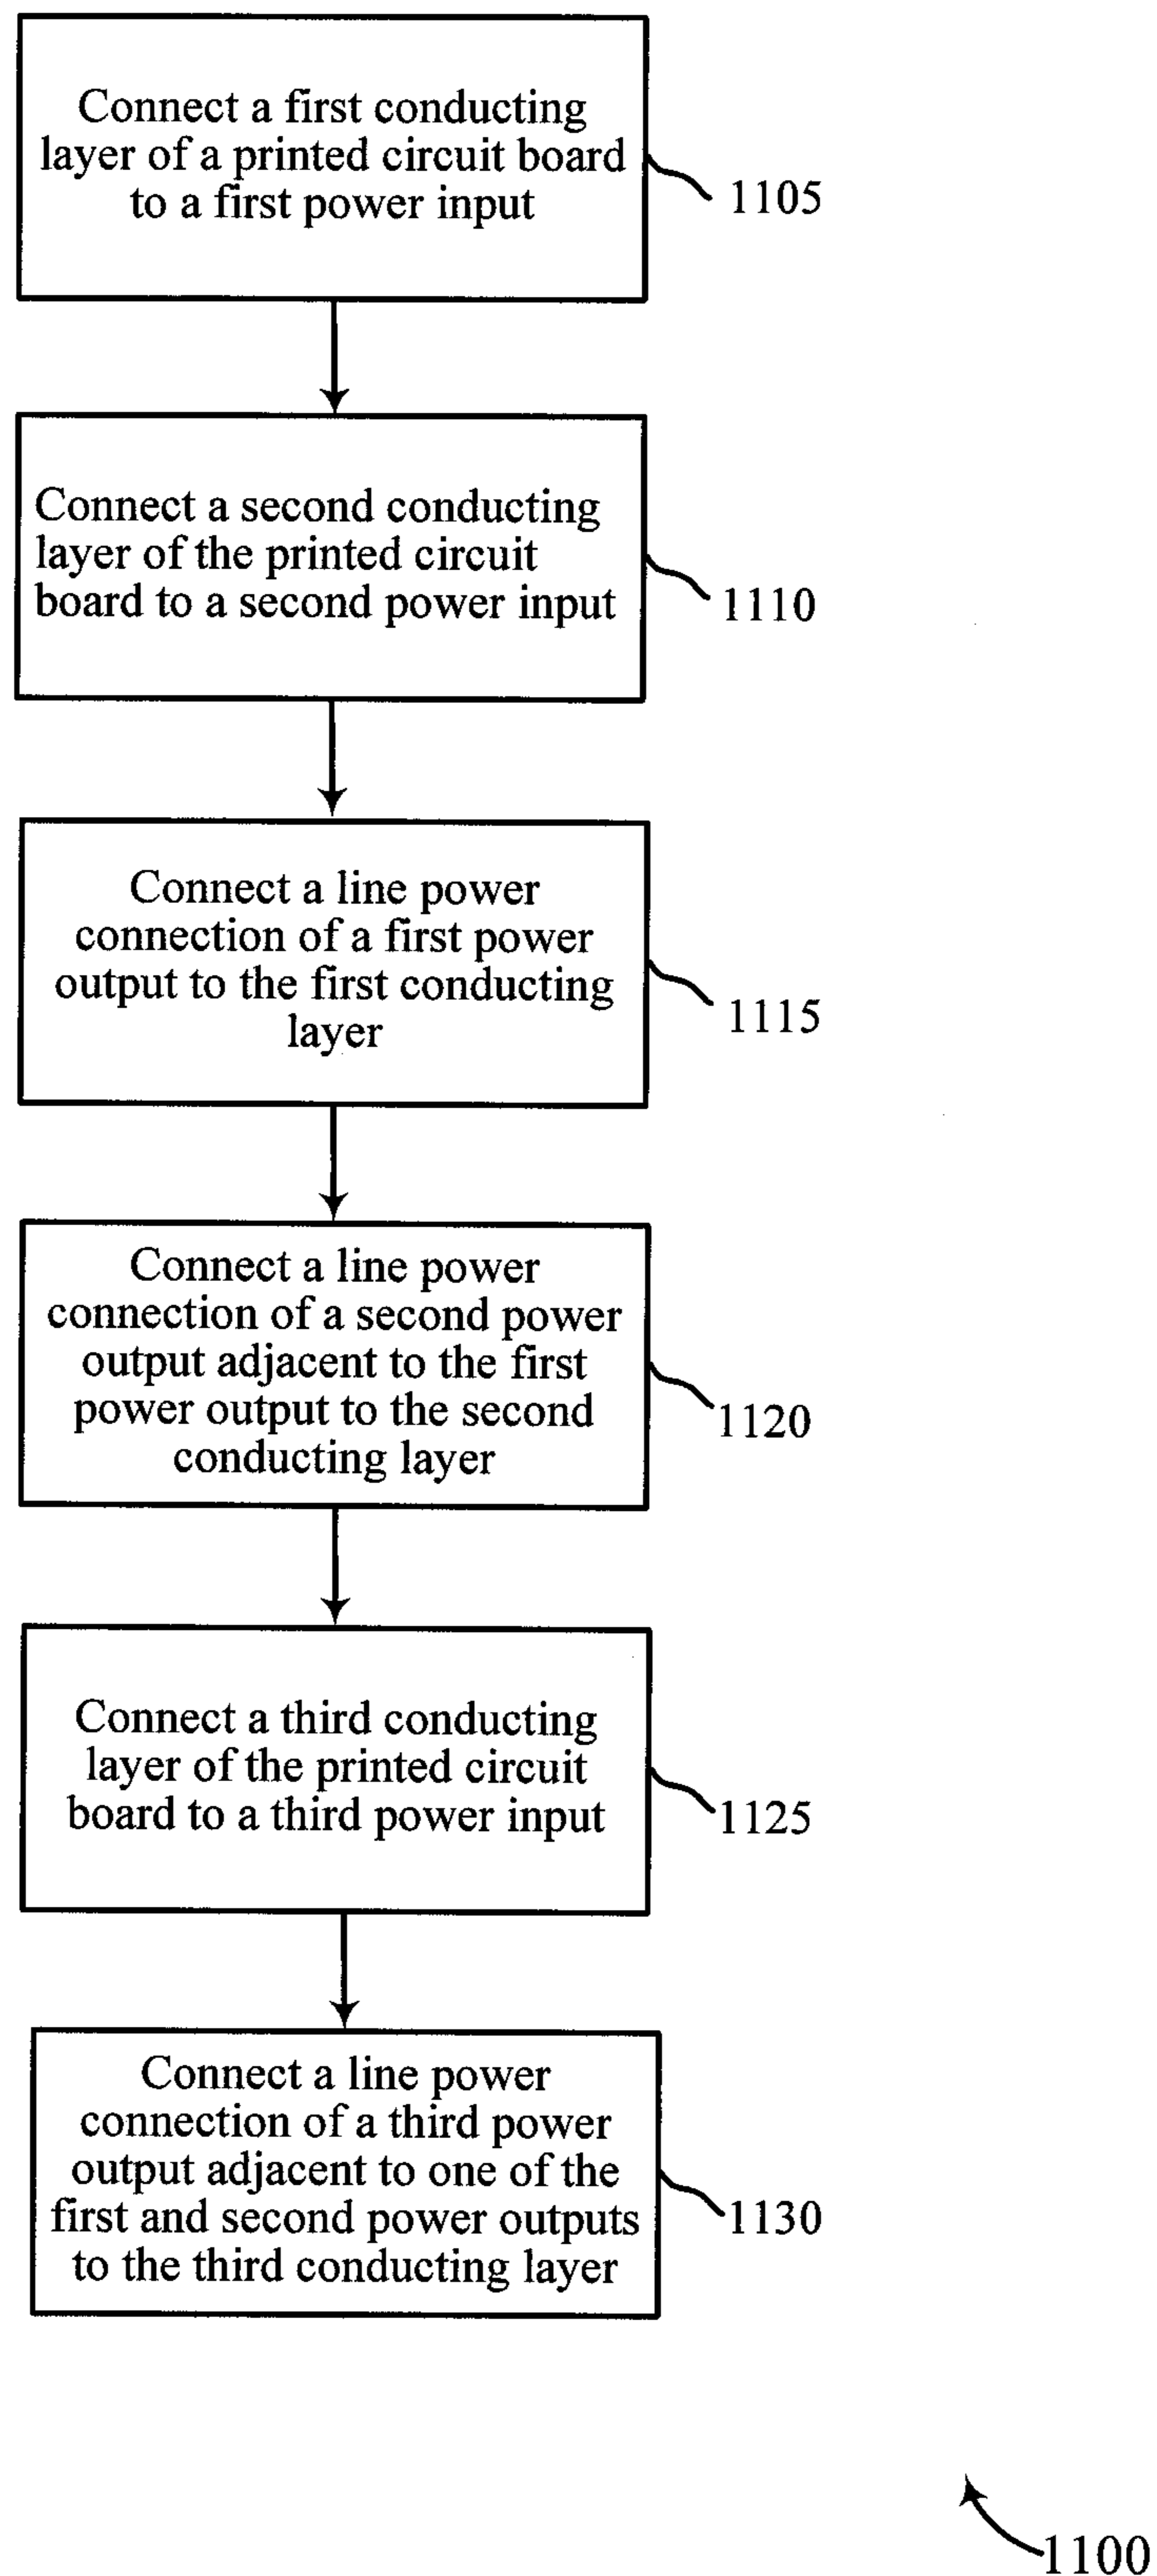 Connect a first conducting
layer of a printed circuit board
to a first power input
1105
Connect a second conducting
layer of the printed circuit
board to a second power input
1110
Connect a line power
connection of a first power
output to the first conducting
layer
1115
Connect a line power
connection of a second power
output adjacent to the first
power output to the second
conducting layer
1120
Connect a third conducting
layer of the printed circuit
board to a third power input
1125
Connect a line power
connection of a third power
output adjacent to one of the
first and second power outputs
to the third conducting layer
1130
1100